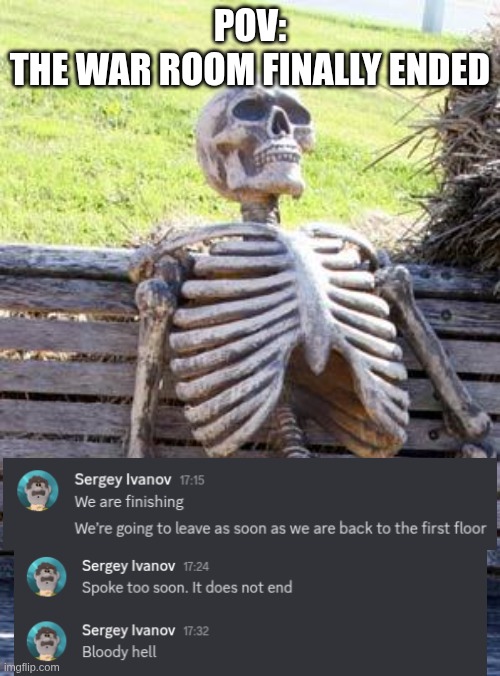 POV:
THE WAR ROOM FINALLY ENDED
Sergey Ivanov 17:15
We are finishing
We're going to leave as soon as we are back to the first floor
Sergey Ivanov 17:24
Spoke too soon. It does not end
Sergey Ivanov 17:32
Bloody hell
imgflip.com